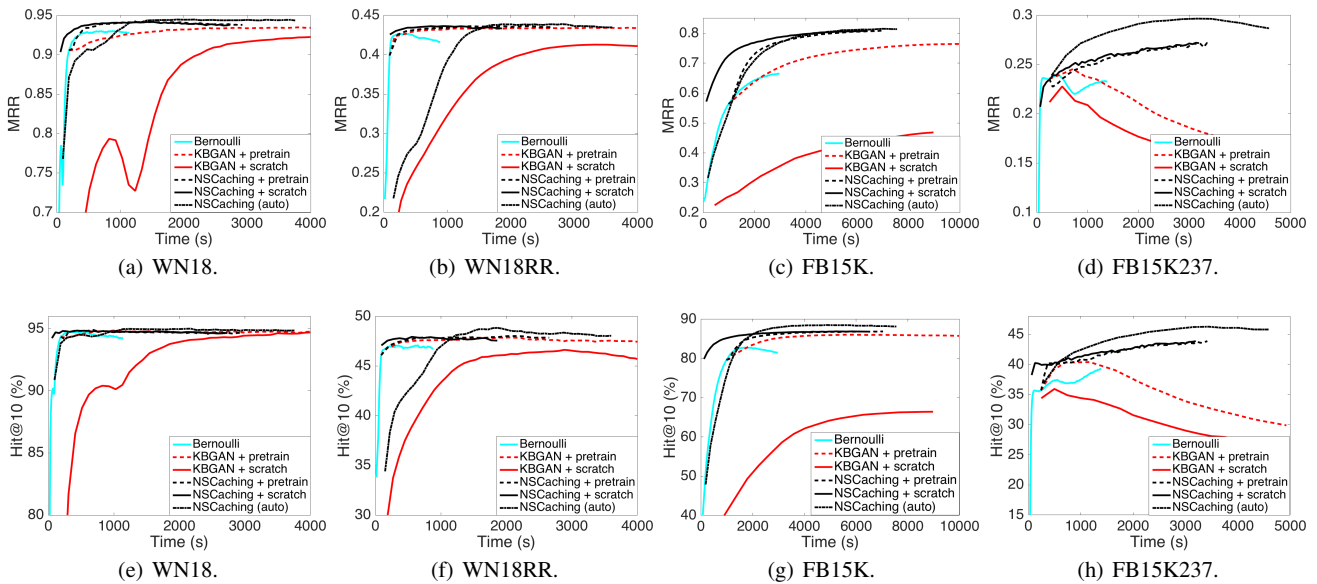 0.95
0.9
0.85
0.8
0.75
0.7
MRR
0 1000 2000 3000 4000
Time (s)
Bernoulli
KBGAN + pretrain
KBGAN + scratch
NSCaching + pretrain
NSCaching + scratch
NSCaching (auto)
(a) WN18.
0.45
0.4
0.35
0.3
0.25
0.2
MRR
0 1000 2000 3000 4000
Time (s)
Bernoulli
KBGAN + pretrain
KBGAN + scratch
NSCaching + pretrain
NSCaching + scratch
NSCaching (auto)
(b) WN18RR.
0.8
0.7
0.6
0.5
0.4
0.3
0.2
MRR
0 2000 4000 6000 8000 10000
Time (s)
Bernoulli
KBGAN + pretrain
KBGAN + scratch
NSCaching + pretrain
NSCaching + scratch
NSCaching (auto)
(c) FB15K.
0.3
0.25
0.2
0.15
0.1
MRR
0 1000 2000 3000 4000 5000
Time (s)
Bernoulli
KBGAN + pretrain
KBGAN + scratch
NSCaching + pretrain
NSCaching + scratch
NSCaching (auto)
(d) FB15K237.
95
90
85
80
Hit@10 (%)
0 1000 2000 3000 4000
Time (s)
Bernoulli
KBGAN + pretrain
KBGAN + scratch
NSCaching + pretrain
NSCaching + scratch
NSCaching (auto)
(e) WN18.
50
45
40
35
30
Hit@10 (%)
0 1000 2000 3000 4000
Time (s)
Bernoulli
KBGAN + pretrain
KBGAN + scratch
NSCaching + pretrain
NSCaching + scratch
NSCaching (auto)
(f) WN18RR.
90
80
70
60
50
40
Hit@10 (%)
0 2000 4000 6000 8000 10000
Time (s)
Bernoulli
KBGAN + pretrain
KBGAN + scratch
NSCaching + pretrain
NSCaching + scratch
NSCaching (auto)
(g) FB15K.
45
40
35
30
25
20
15
Hit@10 (%)
0 1000 2000 3000 4000 5000
Time (s)
Bernoulli
KBGAN + pretrain
KBGAN + scratch
NSCaching + pretrain
NSCaching + scratch
NSCaching (auto)
(h) FB15K237.